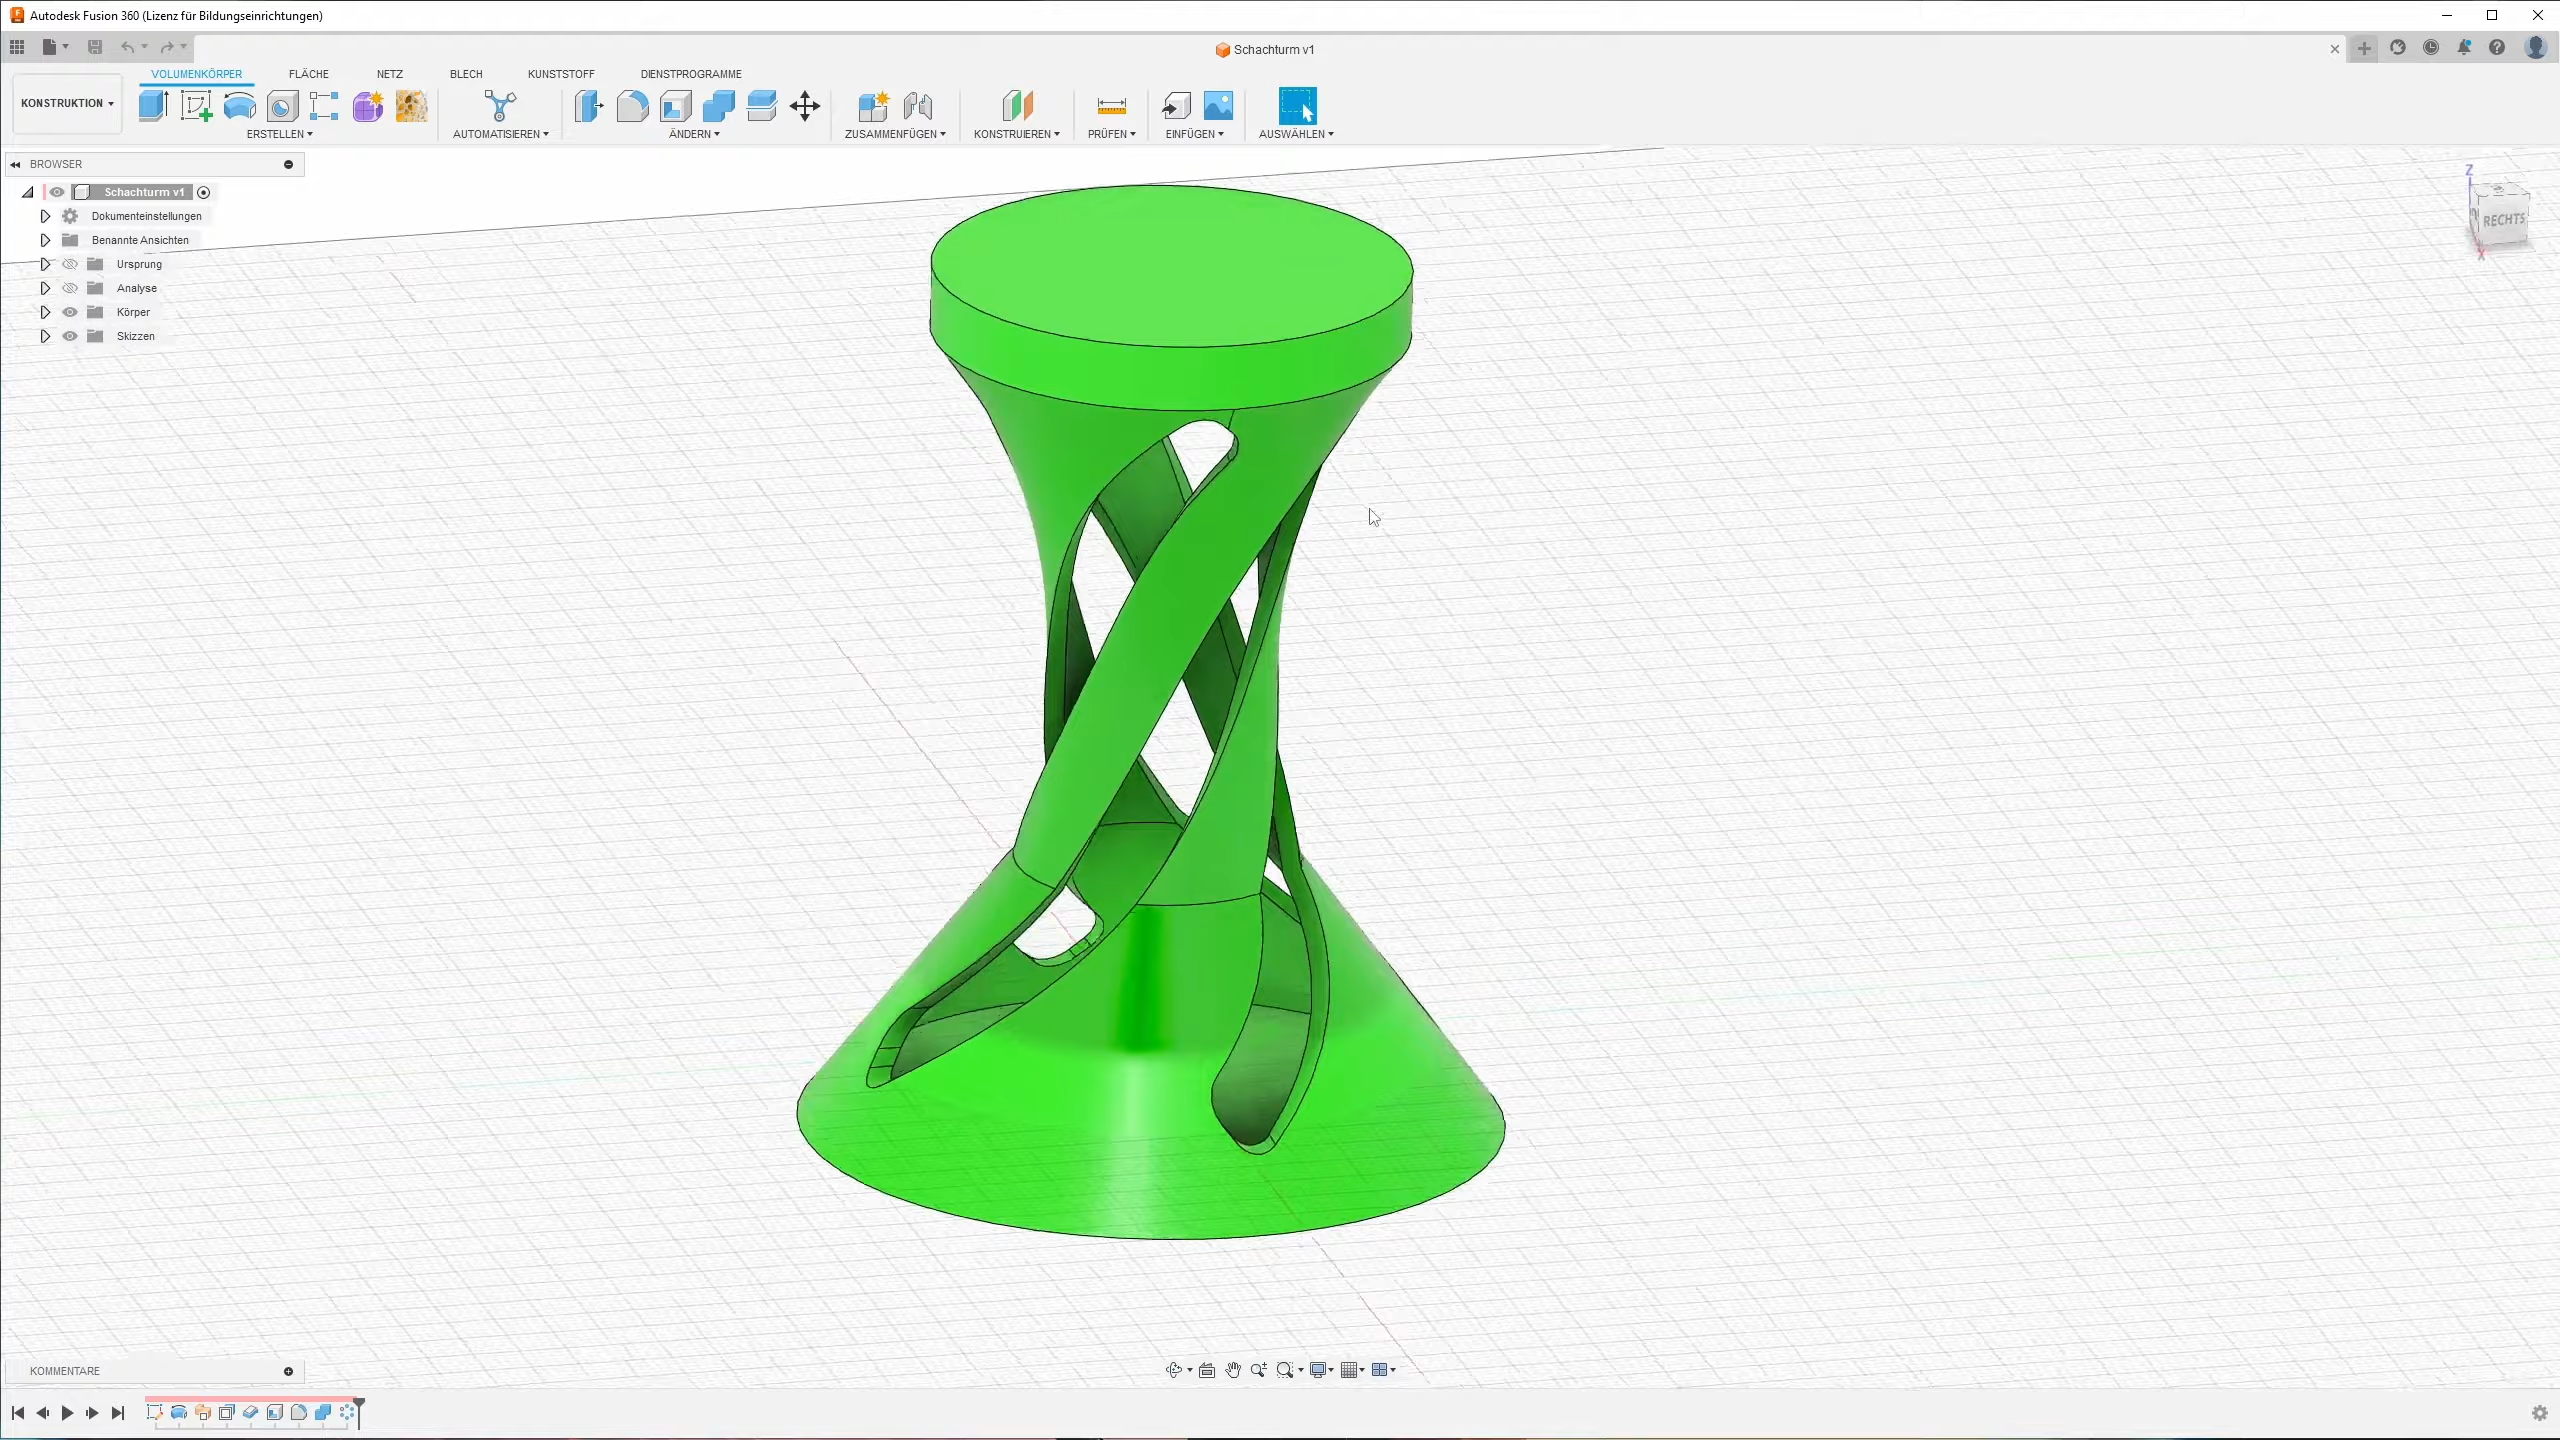 Autodesk Fusion 360 (Lizenz für Bildungseinrichtungen)
Schachturm v1
KONSTRUKTION
VOLUMENKÖRPER FLÄCHE NETZ BLECH KUNSTSTOFF DIENSTPROGRAMME
ERSTELLEN AUTOMATISIEREN ÄNDERN ZUSAMMENFÜGEN KONSTRUIEREN PRÜFEN EINFÜGEN AUSWÄHLEN
BROWSER
Schachturm v1
Dokumenteinstellungen
Benannte Ansichten
Ursprung
Analyse
Körper
Skizzen
Z
RECHTS
X
KOMMENTARE